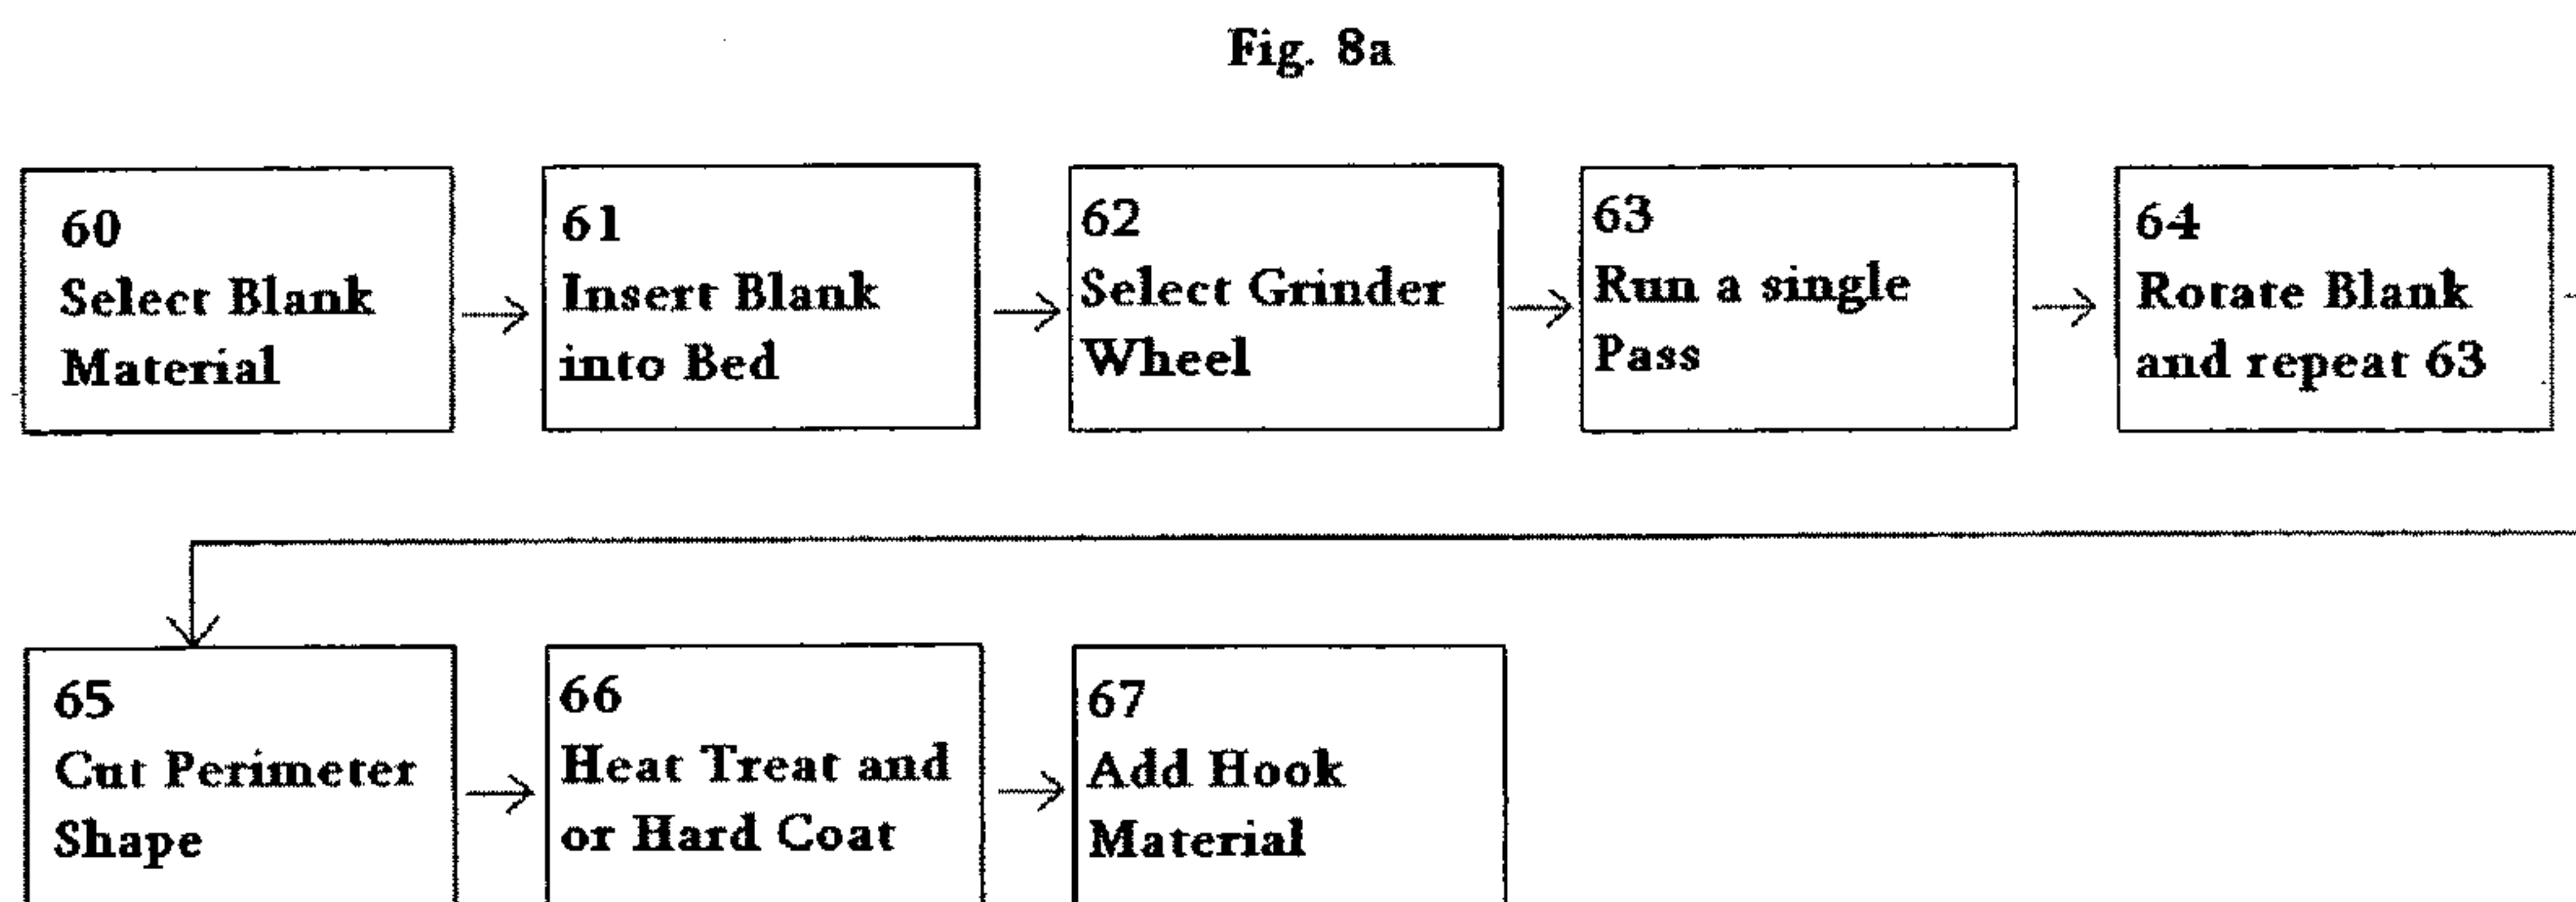 Fig. 8a
60
Select Blank
Material
61
Insert Blank
into Bed
62
Select Grinder
Wheel
63
Run a single
Pass
64
Rotate Blank
and repeat 63
65
Cut Perimeter
Shape
66
Heat Treat and
or Hard Coat
67
Add Hook
Material